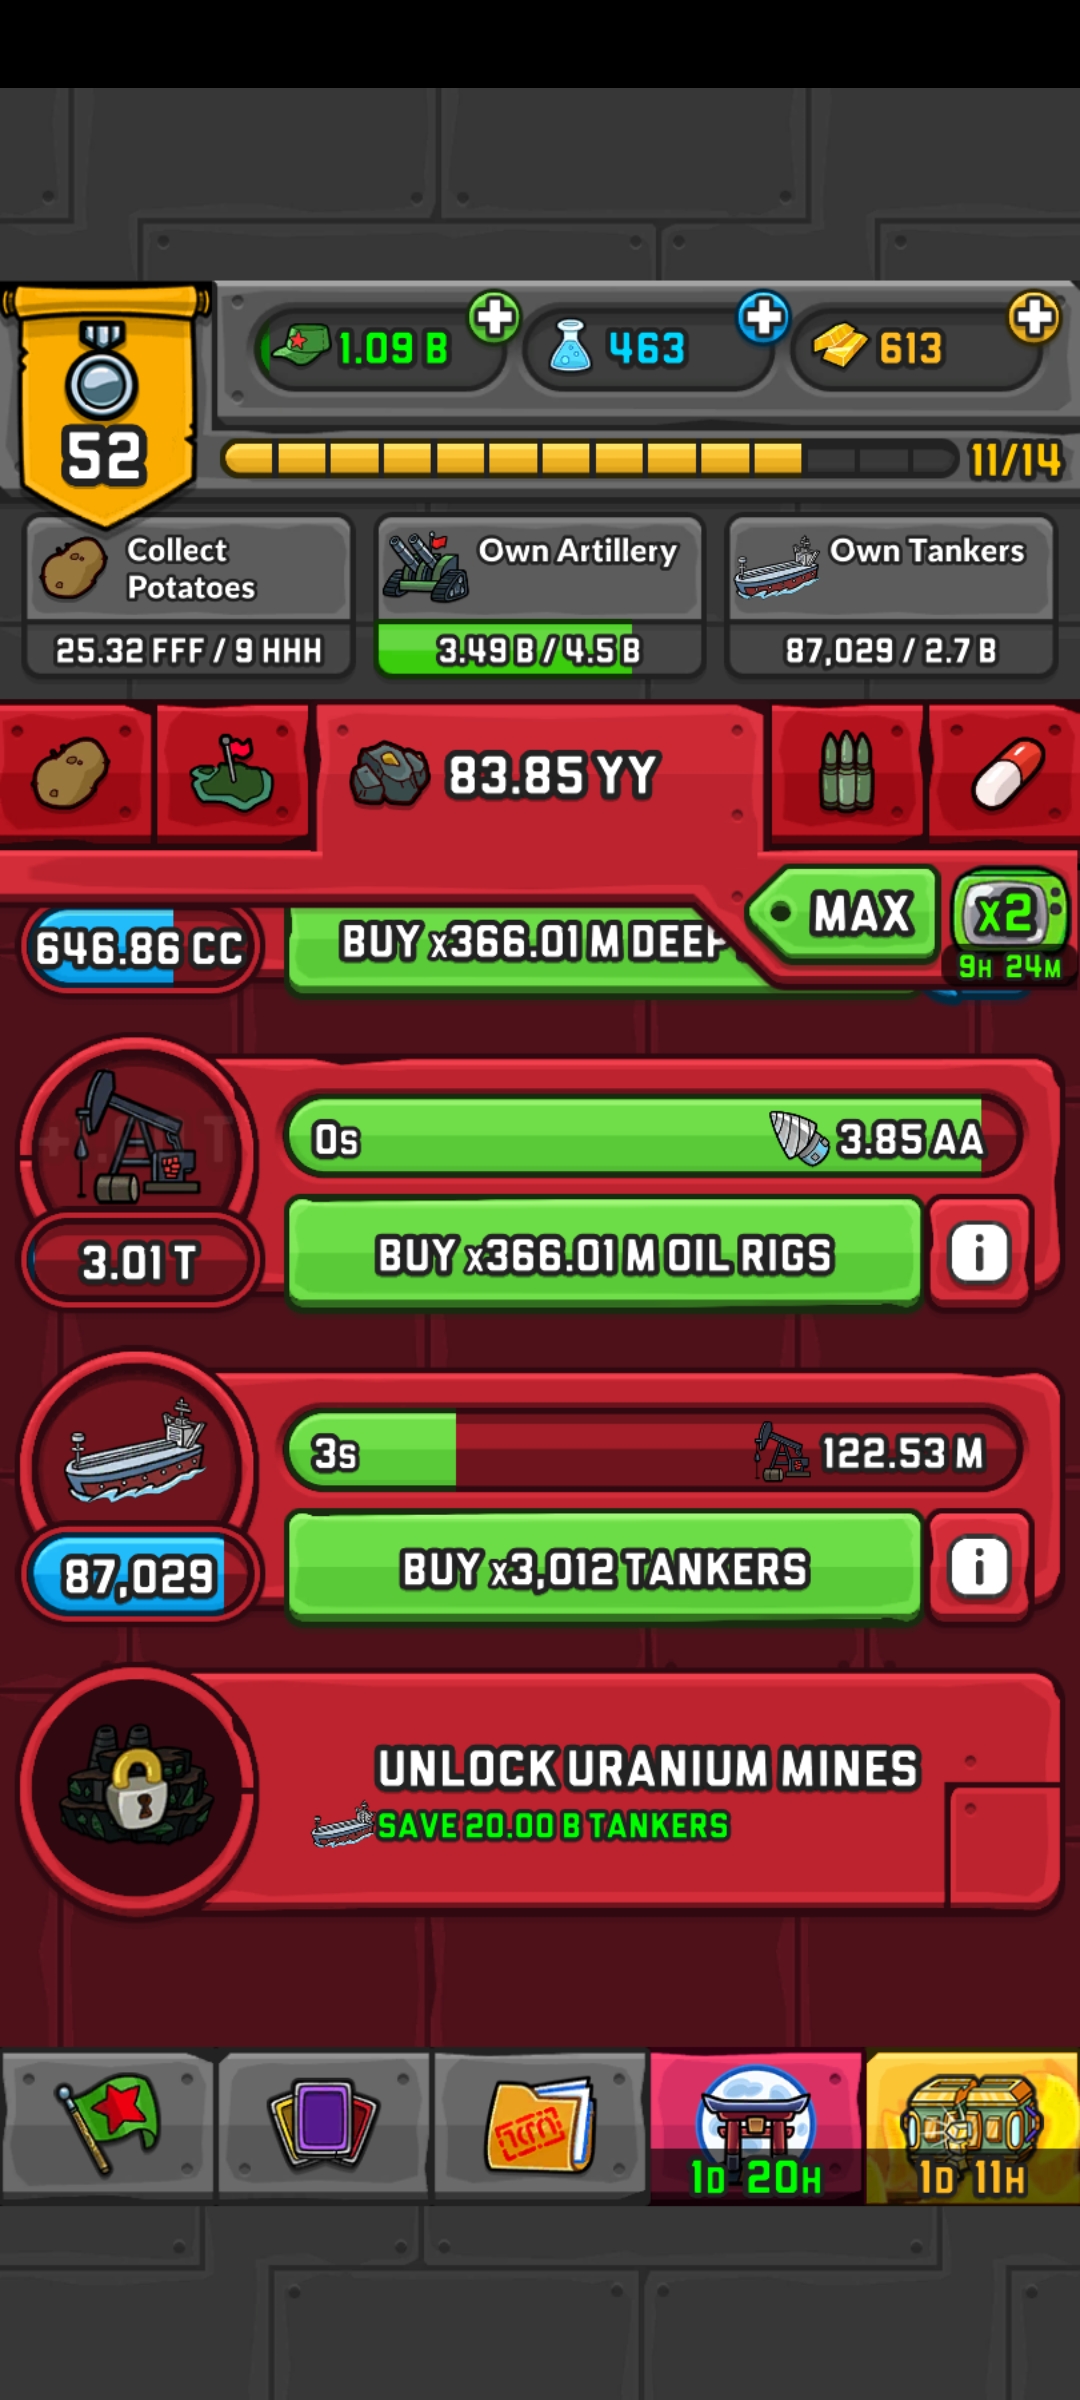 1.09 B
463
613
52
11/14
Collect
Potatoes
25.32 FFF / 9 HHH
Own Artillery
3.49 B / 4.5 B
Own Tankers
87,029 / 2.7 B
83.85 YY
MAX
x2
9H 24M
646.86 CC
BUY x366.01 M DEEP
0s
3.85 AA
3.01 T
BUY x366.01 M OIL RIGS
i
3s
122.53 M
87,029
BUY x3,012 TANKERS
i
UNLOCK URANIUM MINES
SAVE 20.00 B TANKERS
1D 20H
1D 11H